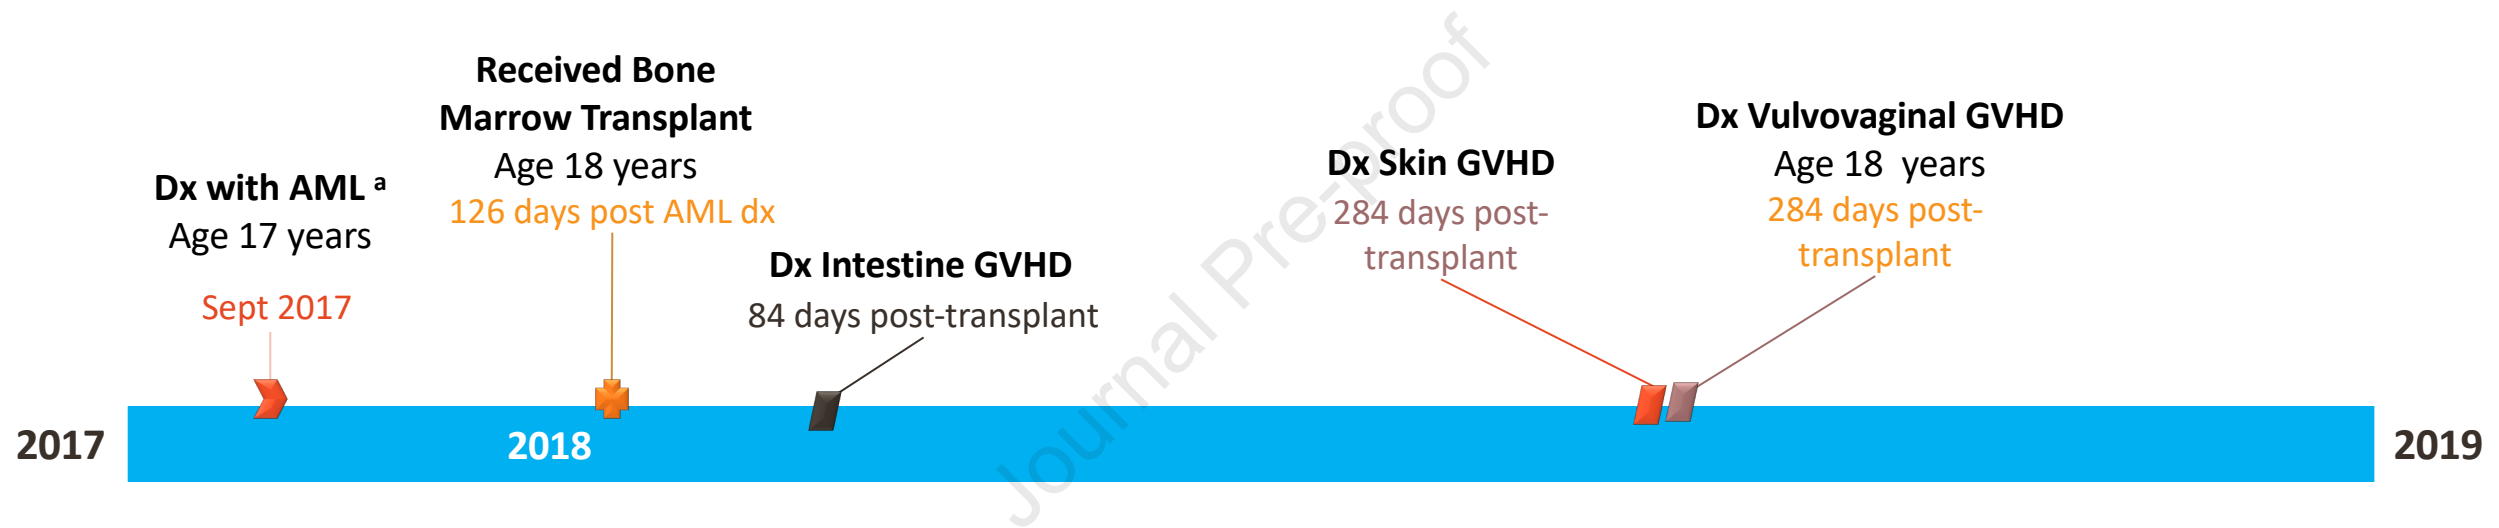 Dx with AML ª
Age 17 years
Sept 2017
Received Bone
Marrow Transplant
Age 18 years
126 days post AML dx
Dx Intestine GVHD
84 days post-transplant
Dx Skin GVHD
284 days post-
transplant
Dx Vulvovaginal GVHD
Age 18 years
284 days post-
transplant
2017
2018
2019
Journal Pre-proof